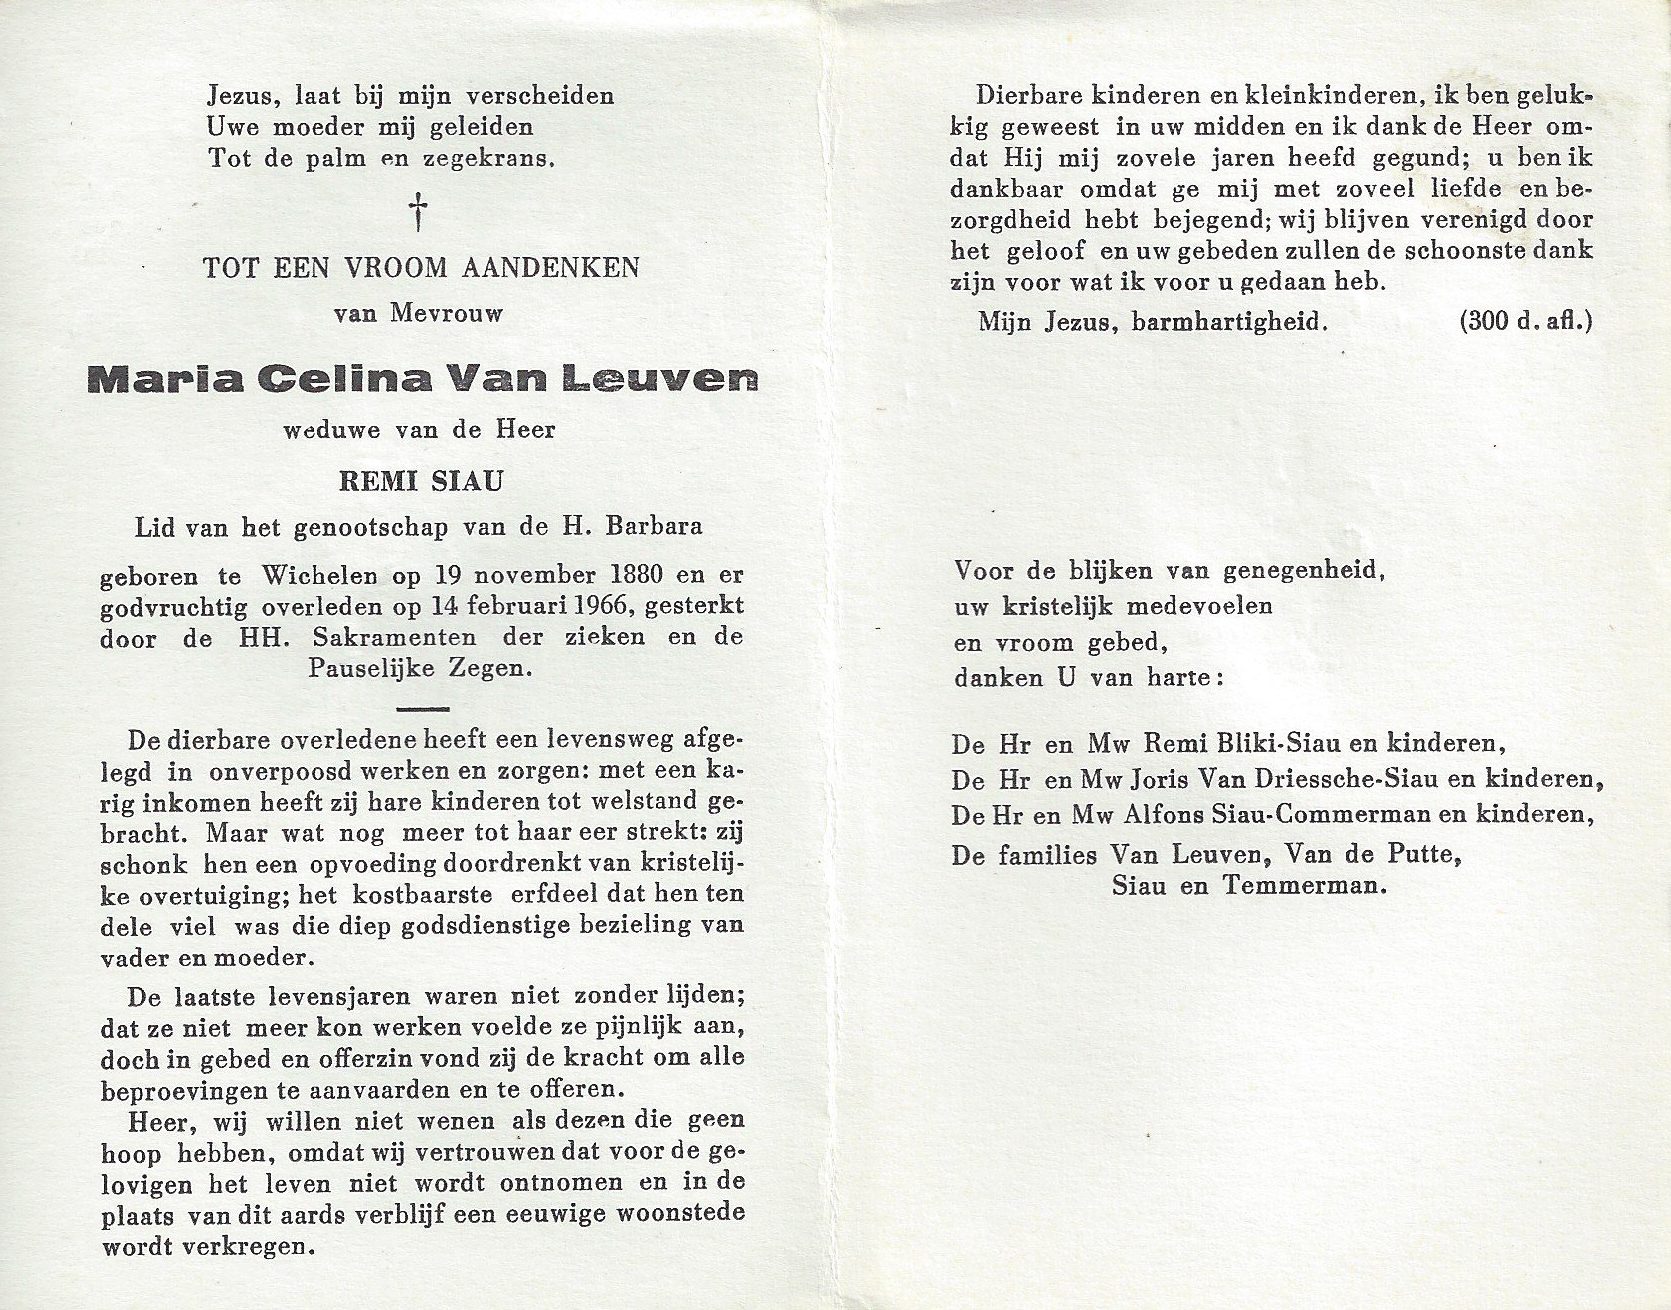 Jezus, laat bij mijn verscheiden
Uwe moeder mij geleiden
Tot de palm en zegekrans.
†
TOT EEN VROOM AANDENKEN
van Mevrouw
Maria Celina Van Leuven
weduwe van de Heer
REMI SIAU
Lid van het genootschap van de H. Barbara
geboren te Wichelen op 19 november 1880 en er
godvruchtig overleden op 14 februari 1966, gesterkt
door de HH. Sakramenten der zieken en de
Pauselijke Zegen.
De dierbare overledene heeft een levensweg afge-
legd in onverpoosd werken en zorgen: met een ka-
rig inkomen heeft zij hare kinderen tot welstand ge-
bracht. Maar wat nog meer tot haar eer strekt: zij
schonk hen een opvoeding doordrenkt van kristelij-
ke overtuiging; het kostbaarste erfdeel dat hen ten
dele viel was die diep godsdienstige bezieling van
vader en moeder.
De laatste levensjaren waren niet zonder lijden;
dat ze niet meer kon werken voelde ze pijnlijk aan,
doch in gebed en offerzin vond zij de kracht om alle
beproevingen te aanvaarden en te offeren.
Heer, wij willen niet wenen als dezen die geen
hoop hebben, omdat wij vertrouwen dat voor de ge-
lovigen het leven niet wordt ontnomen en in de
plaats van dit aards verblijf een eeuwige woonstede
wordt verkregen.
Dierbare kinderen en kleinkinderen, ik ben geluk-
kig geweest in uw midden en ik dank de Heer om-
dat Hij mij zovele jaren heefd gegund; u ben ik
dankbaar omdat ge mij met zoveel liefde en be-
zorgdheid hebt bejegend; wij blijven verenigd door
het geloof en uw gebeden zullen de schoonste dank
zijn voor wat ik voor u gedaan heb.
Mijn Jezus, barmhartigheid. (300 d. afl.)
Voor de blijken van genegenheid,
uw kristelijk medevoelen
en vroom gebed,
danken U van harte:
De Hr en Mw Remi Bliki-Siau en kinderen,
De Hr en Mw Joris Van Driessche-Siau en kinderen,
De Hr en Mw Alfons Siau-Commerman en kinderen,
De families Van Leuven, Van de Putte,
Siau en Temmerman.